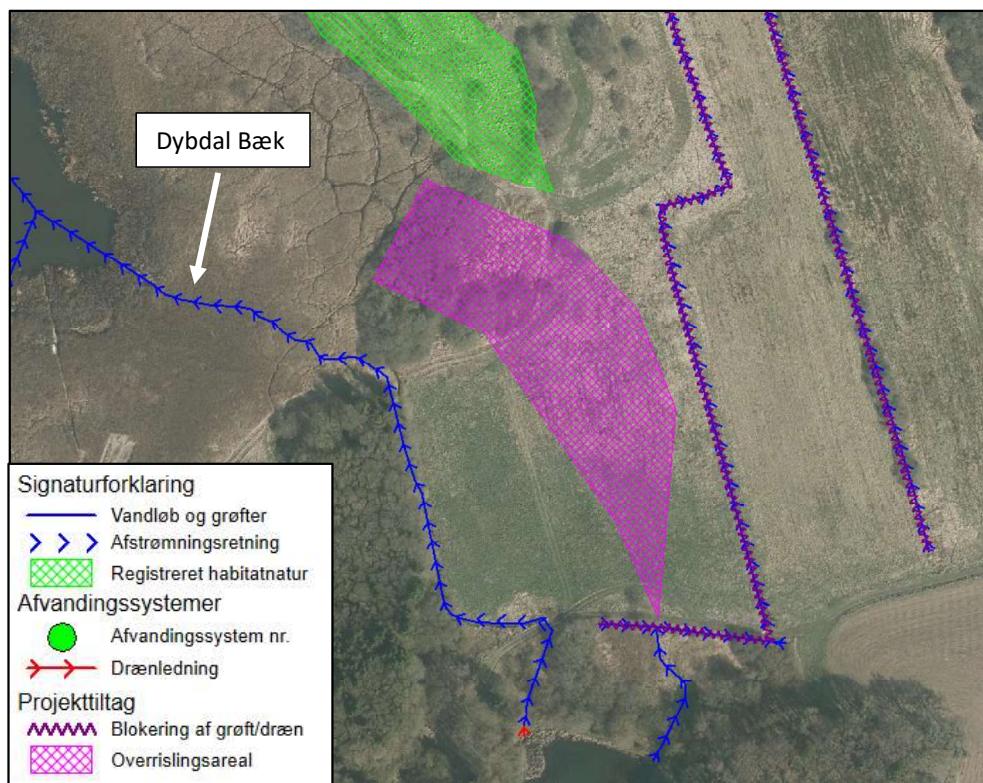 Dybdal Bæk
Signaturforklaring
Vandløb og grøfter
Afstrømningsretning
Registreret habitatnatur
Afvandingssystemer
Afvandingssystem nr.
Drænledning
Projekttiltag
Blokering af grøft/dræn
Overrislingsareal